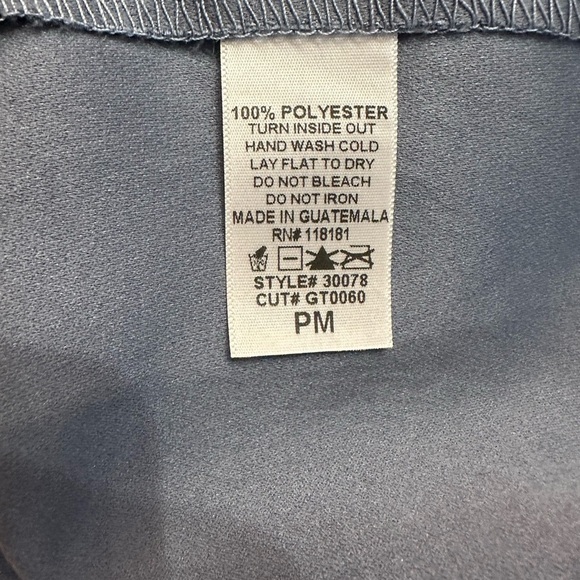 100% POLYESTER
TURN INSIDE OUT
HAND WASH COLD
LAY FLAT TO DRY
DO NOT BLEACH
DO NOT IRON
MADE IN GUATEMALA
RN# 118181
STYLE# 30078
CUT# GT0060
PM